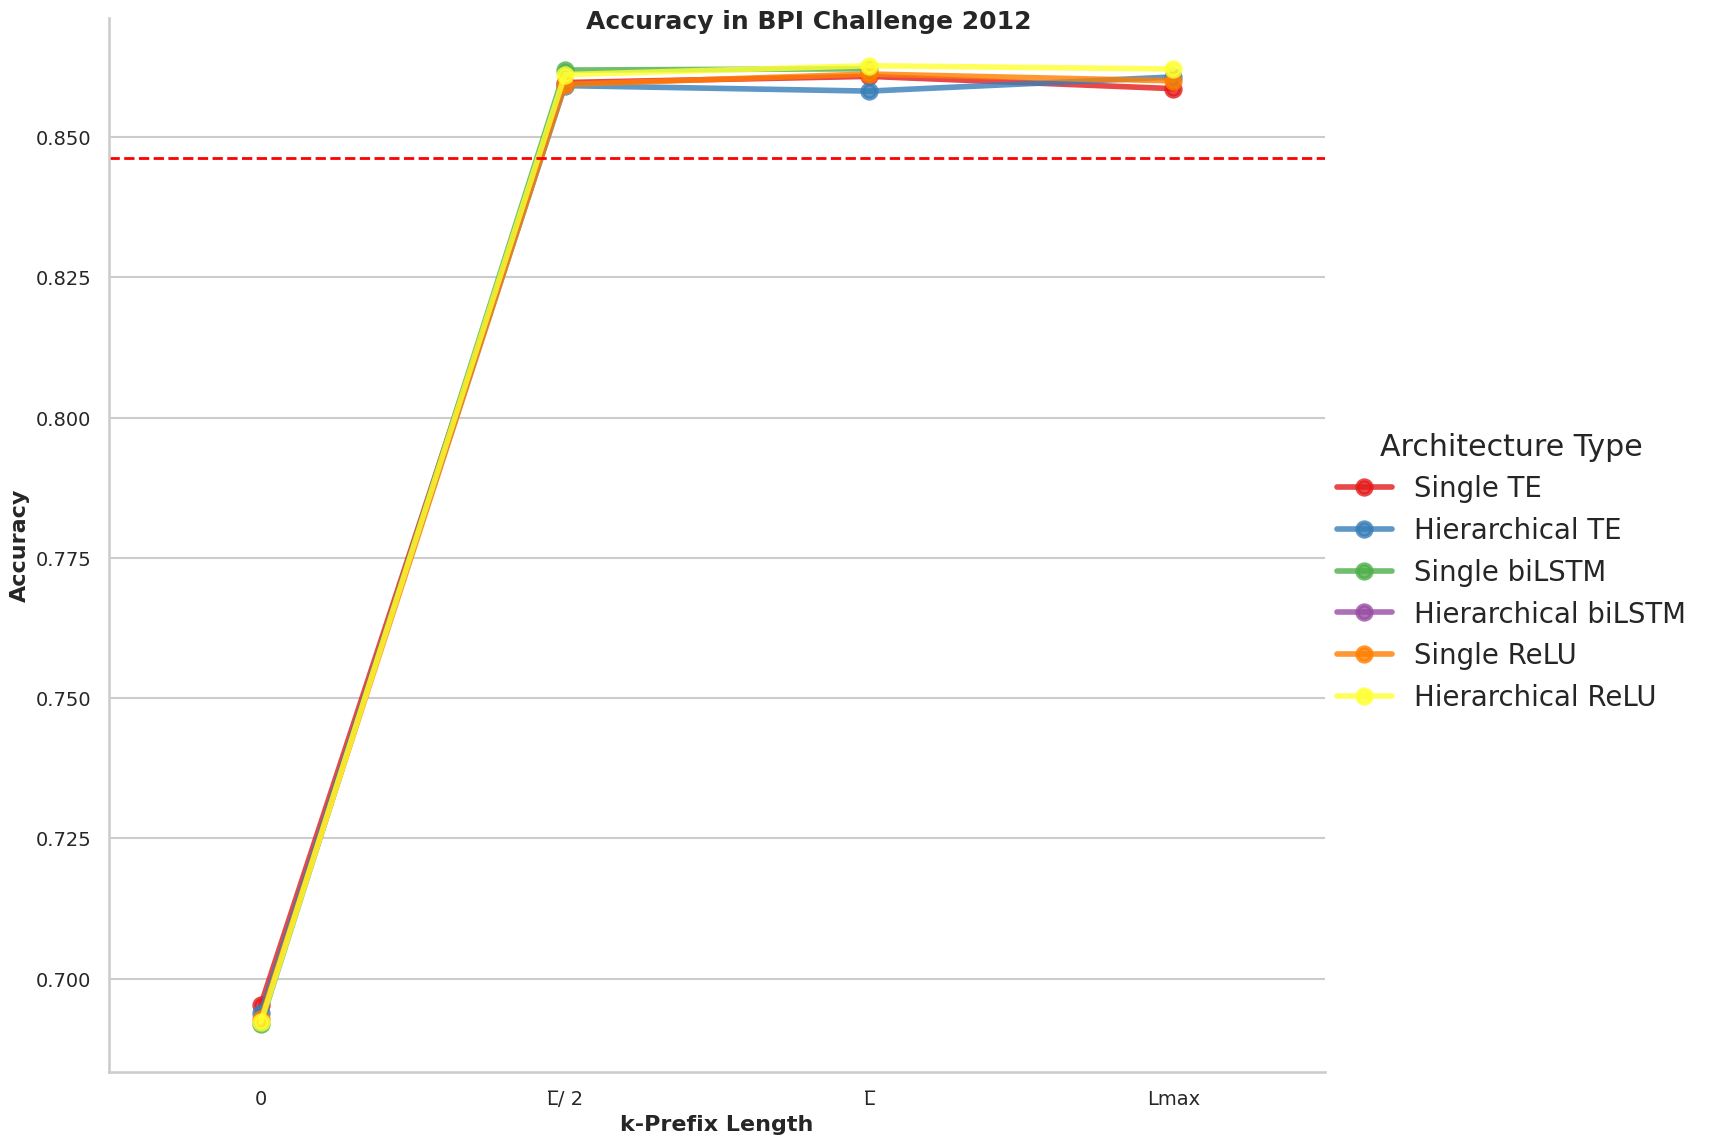 Accuracy in BPI Challenge 2012
Accuracy
0.850
0.825
0.800
0.775
0.750
0.725
0.700
0
L̅/ 2
L̅
Lmax
k-Prefix Length
Architecture Type
Single TE
Hierarchical TE
Single biLSTM
Hierarchical biLSTM
Single ReLU
Hierarchical ReLU